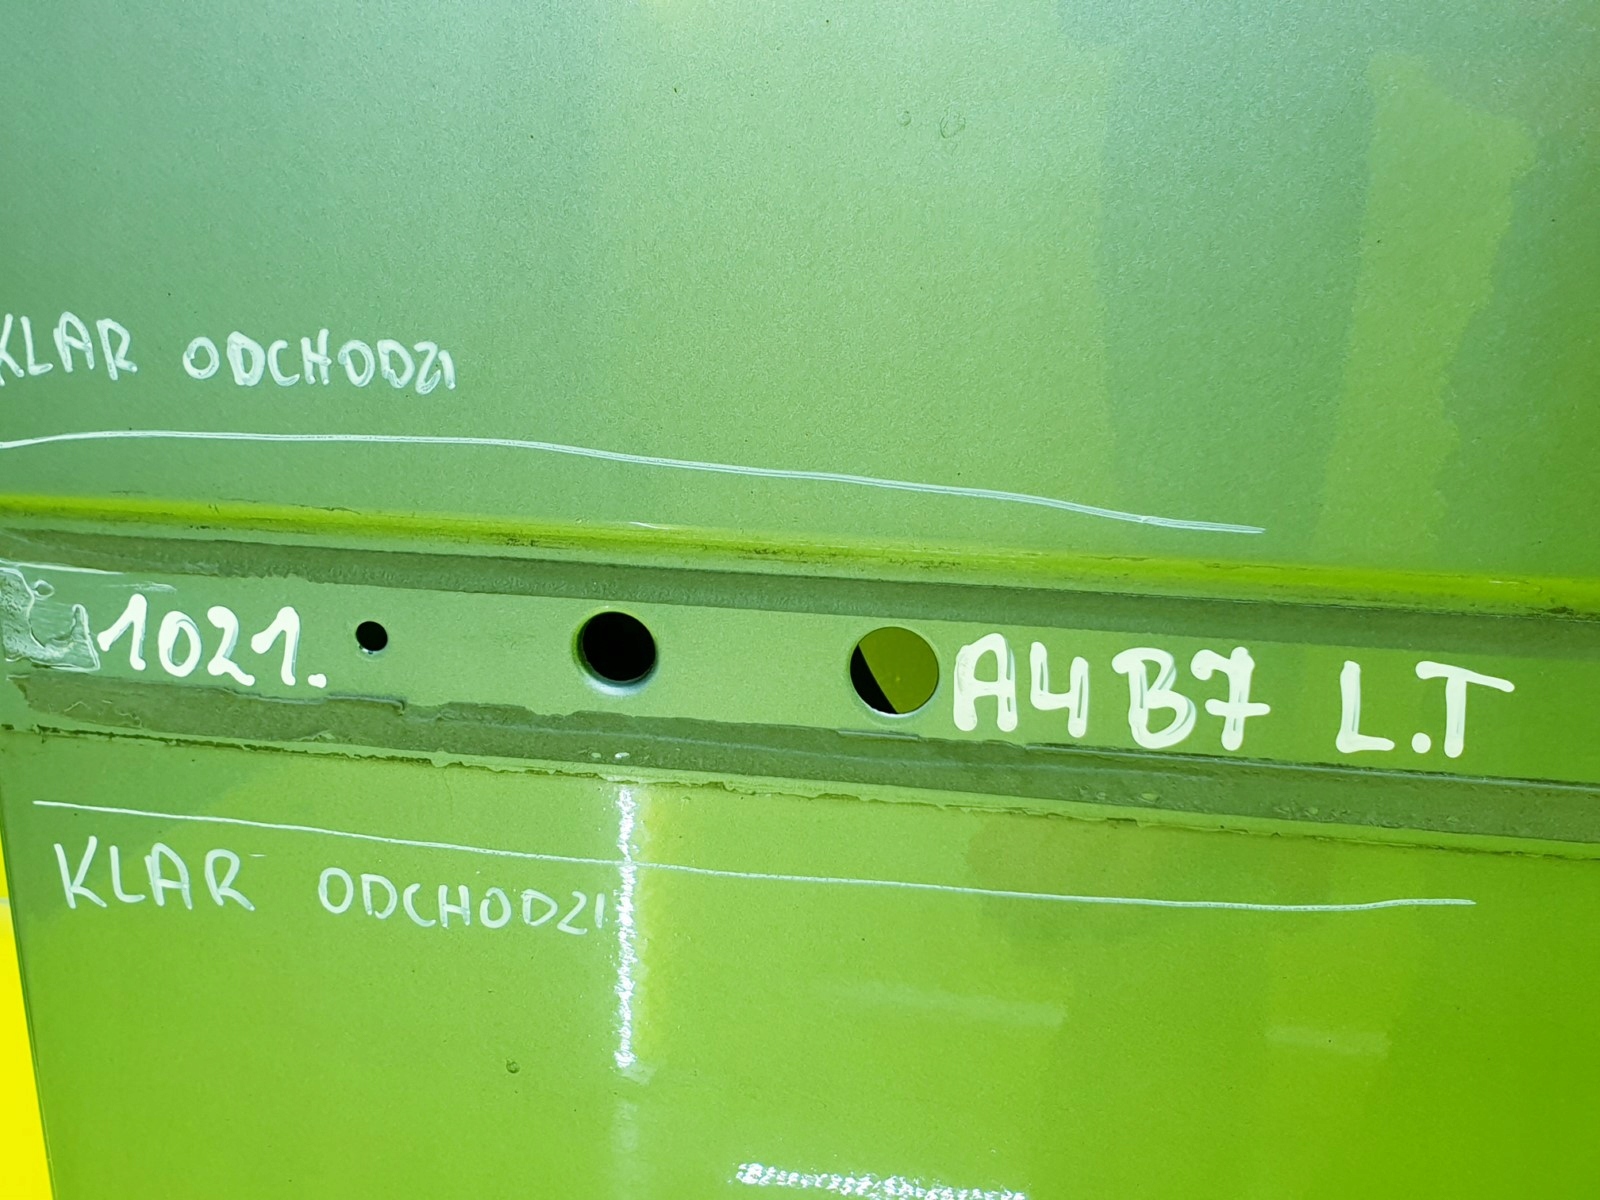 KLAR ODCHODZI
1021. A4 B7 L.T
KLAR ODCHODZI